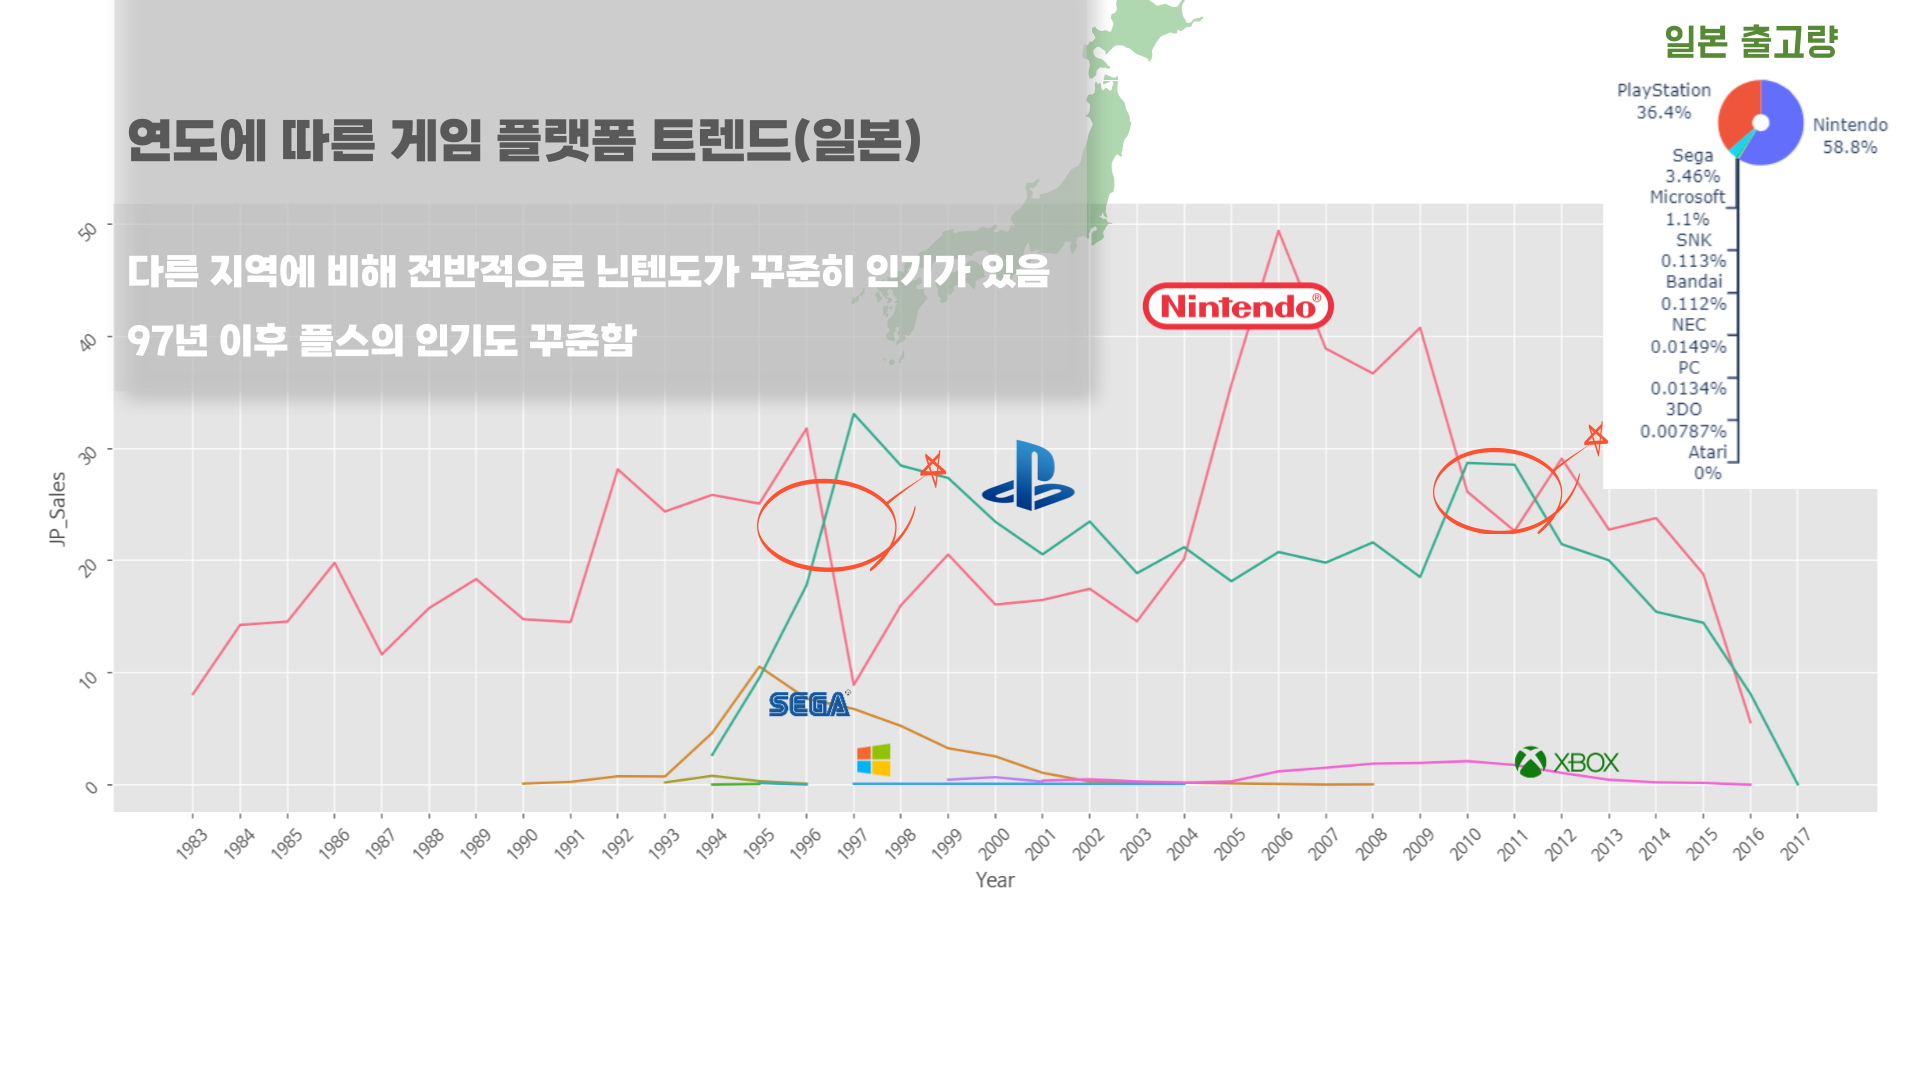 연도에 따른 게임 플랫폼 트렌드(일본)
다른 지역에 비해 전반적으로 닌텐도가 꾸준히 인기가 있음
97년 이후 플스의 인기도 꾸준함
일본 출고량
PlayStation
36.4%
Nintendo
58.8%
Sega
3.46%
Microsoft
1.1%
SNK
0.113%
Bandai
0.112%
NEC
0.0149%
PC
0.0134%
3DO
0.00787%
Atari
0%
JP_Sales
50
40
30
20
10
0
Nintendo®
SEGA
XBOX
1983 1984 1985 1986 1987 1988 1989 1990 1991 1992 1993 1994 1995 1996 1997 1998 1999 2000 2001 2002 2003 2004 2005 2006 2007 2008 2009 2010 2011 2012 2013 2014 2015 2016 2017
Year